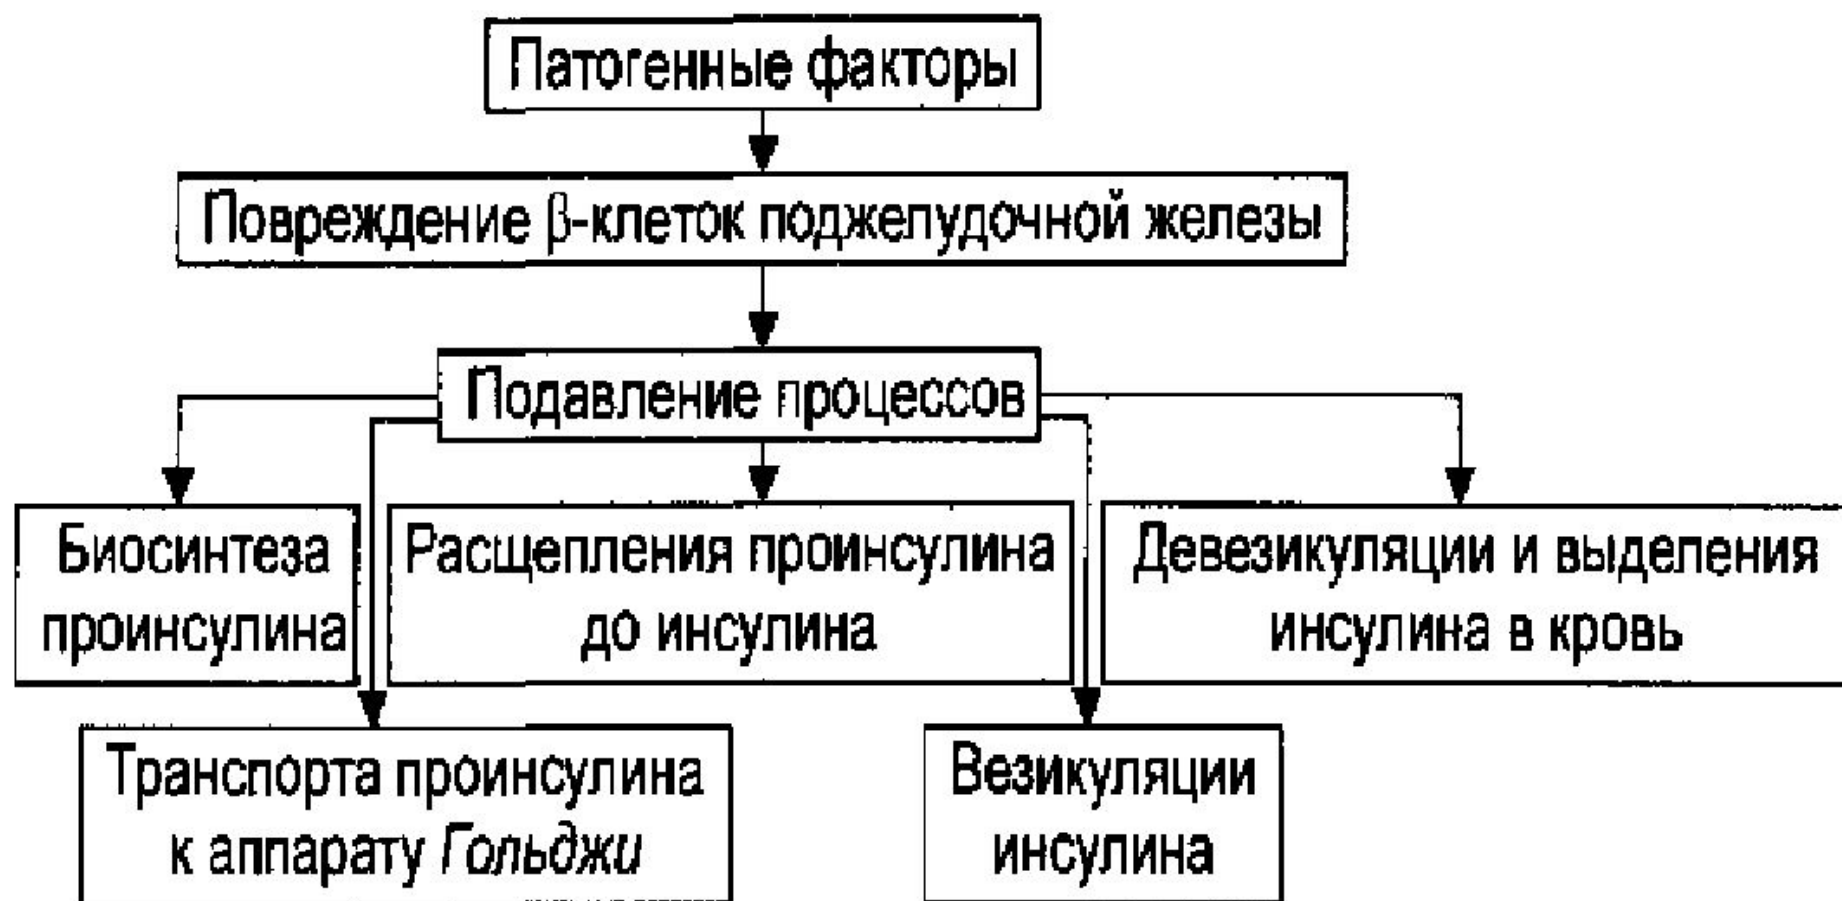 Патогенные факторы
Повреждение β-клеток поджелудочной железы
Подавление процессов
Биосинтеза
проинсулина
Расщепления проинсулина
до инсулина
Девезикуляции и выделения
инсулина в кровь
Транспорта проинсулина
к аппарату Гольджи
Везикуляции
инсулина